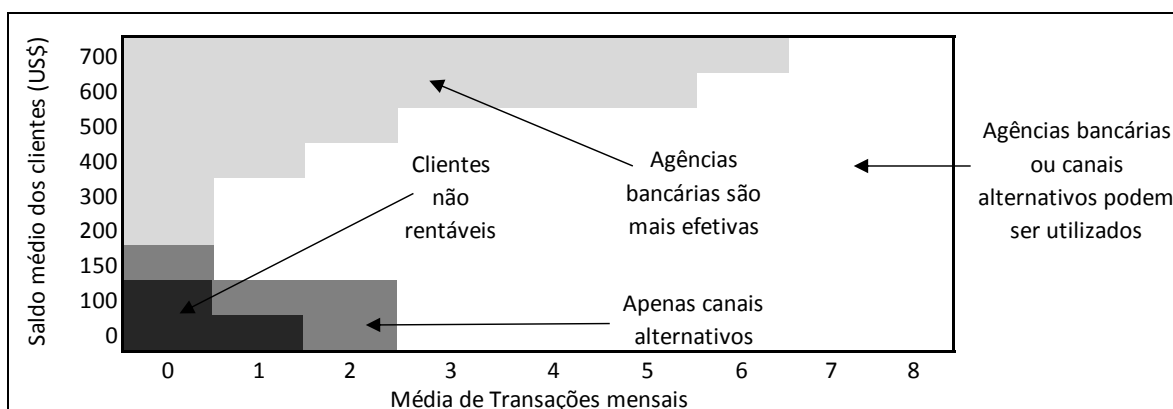 Saldo médio dos clientes (US$)
700
600
500
400
300
200
150
100
0
Clientes
não
rentáveis
Agências
bancárias são
mais efetivas
Apenas canais
alternativos
Agências bancárias
ou canais
alternativos podem
ser utilizados
0 1 2 3 4 5 6 7 8
Média de Transações mensais